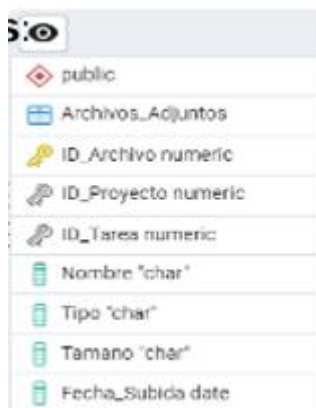 s:
public
Archivos_Adjuntos
ID_Archivo numeric
ID_Proyecto numeric
ID_Tarea numeric
Nombre "char"
Tipo "char"
Tamano "char"
Fecha_Subida date